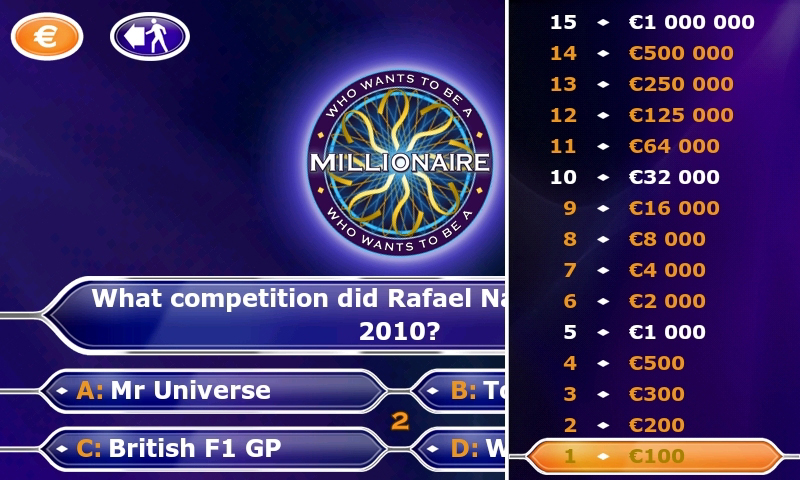 €
WHO WANTS TO BE A
MILLIONAIRE
WHO WANTS TO BE A
What competition did Rafael
2010?
A: Mr Universe
B:
2
C: British F1 GP
D:
15 €1 000 000
14 €500 000
13 €250 000
12 €125 000
11 €64 000
10 €32 000
9 €16 000
8 €8 000
7 €4 000
6 €2 000
5 €1 000
4 €500
3 €300
2 €200
1 €100